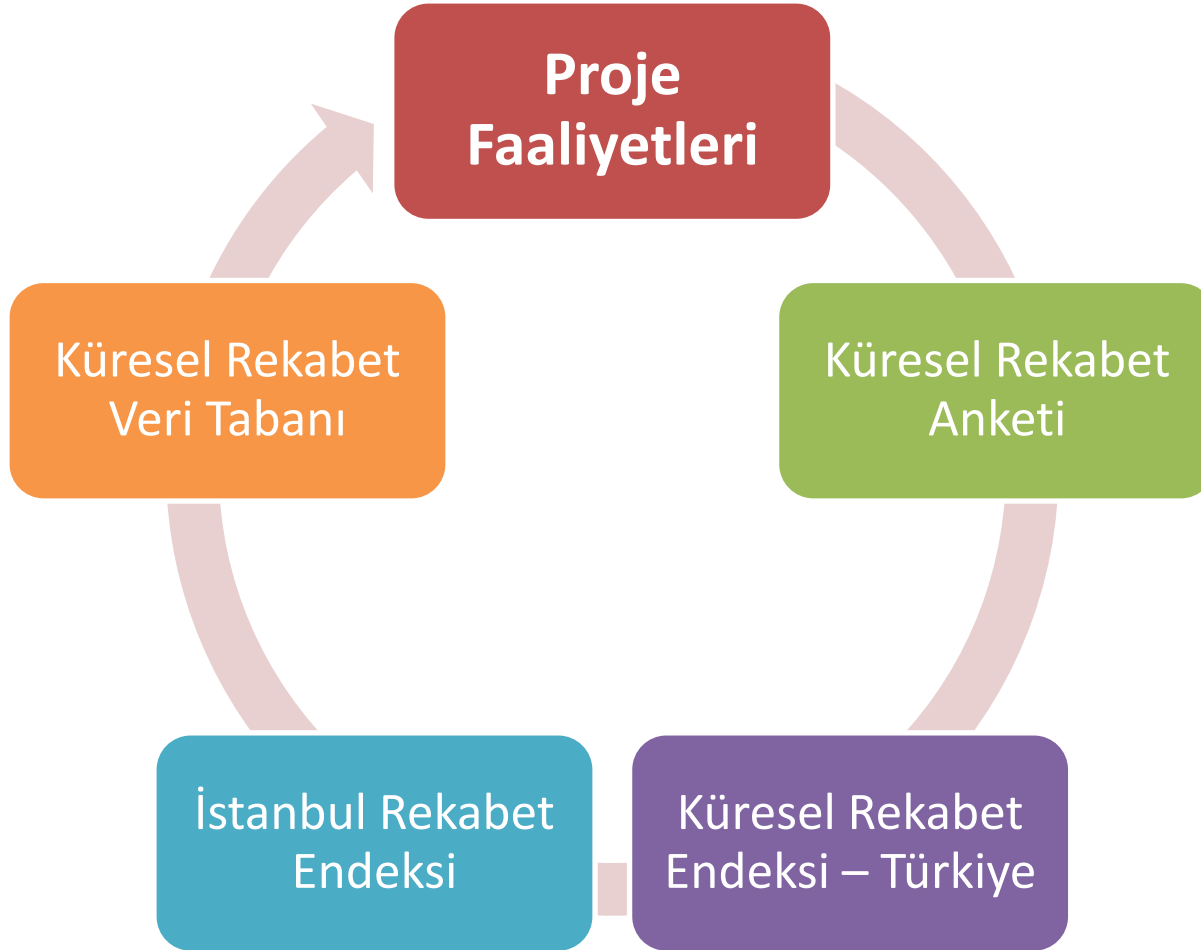 Proje
Faaliyetleri
Küresel Rekabet
Anketi
Küresel Rekabet
Endeksi – Türkiye
İstanbul Rekabet
Endeksi
Küresel Rekabet
Veri Tabanı